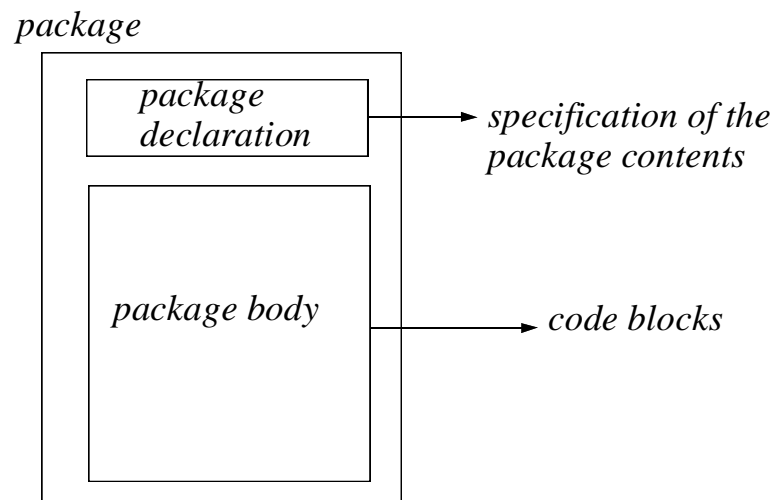 package
package
declaration
specification of the
package contents
package body
code blocks